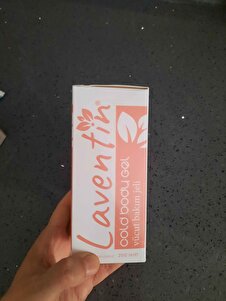 Laventin®
cold body Gel
vücut bakım jeli